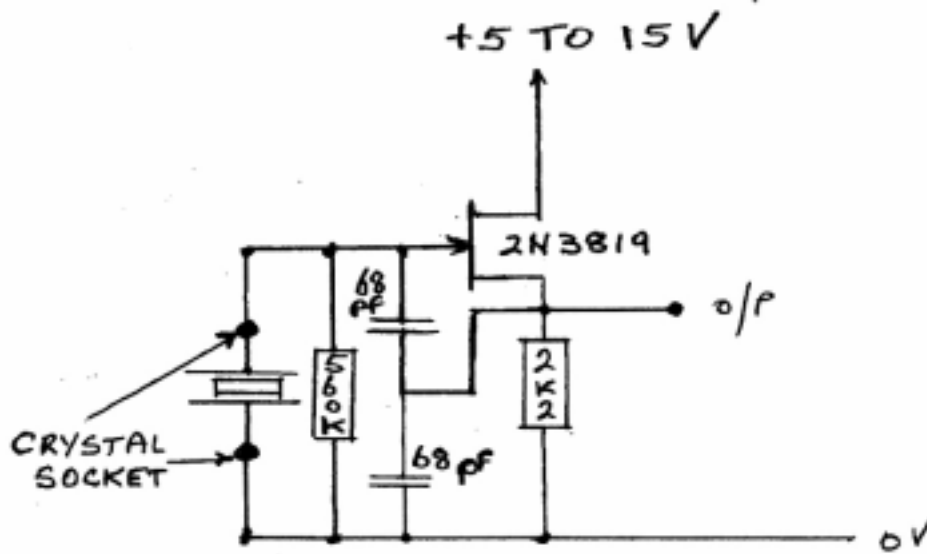 +5 TO 15V
2N3819
68
pF
O/P
560K
2K2
CRYSTAL
SOCKET
68 pF
0V